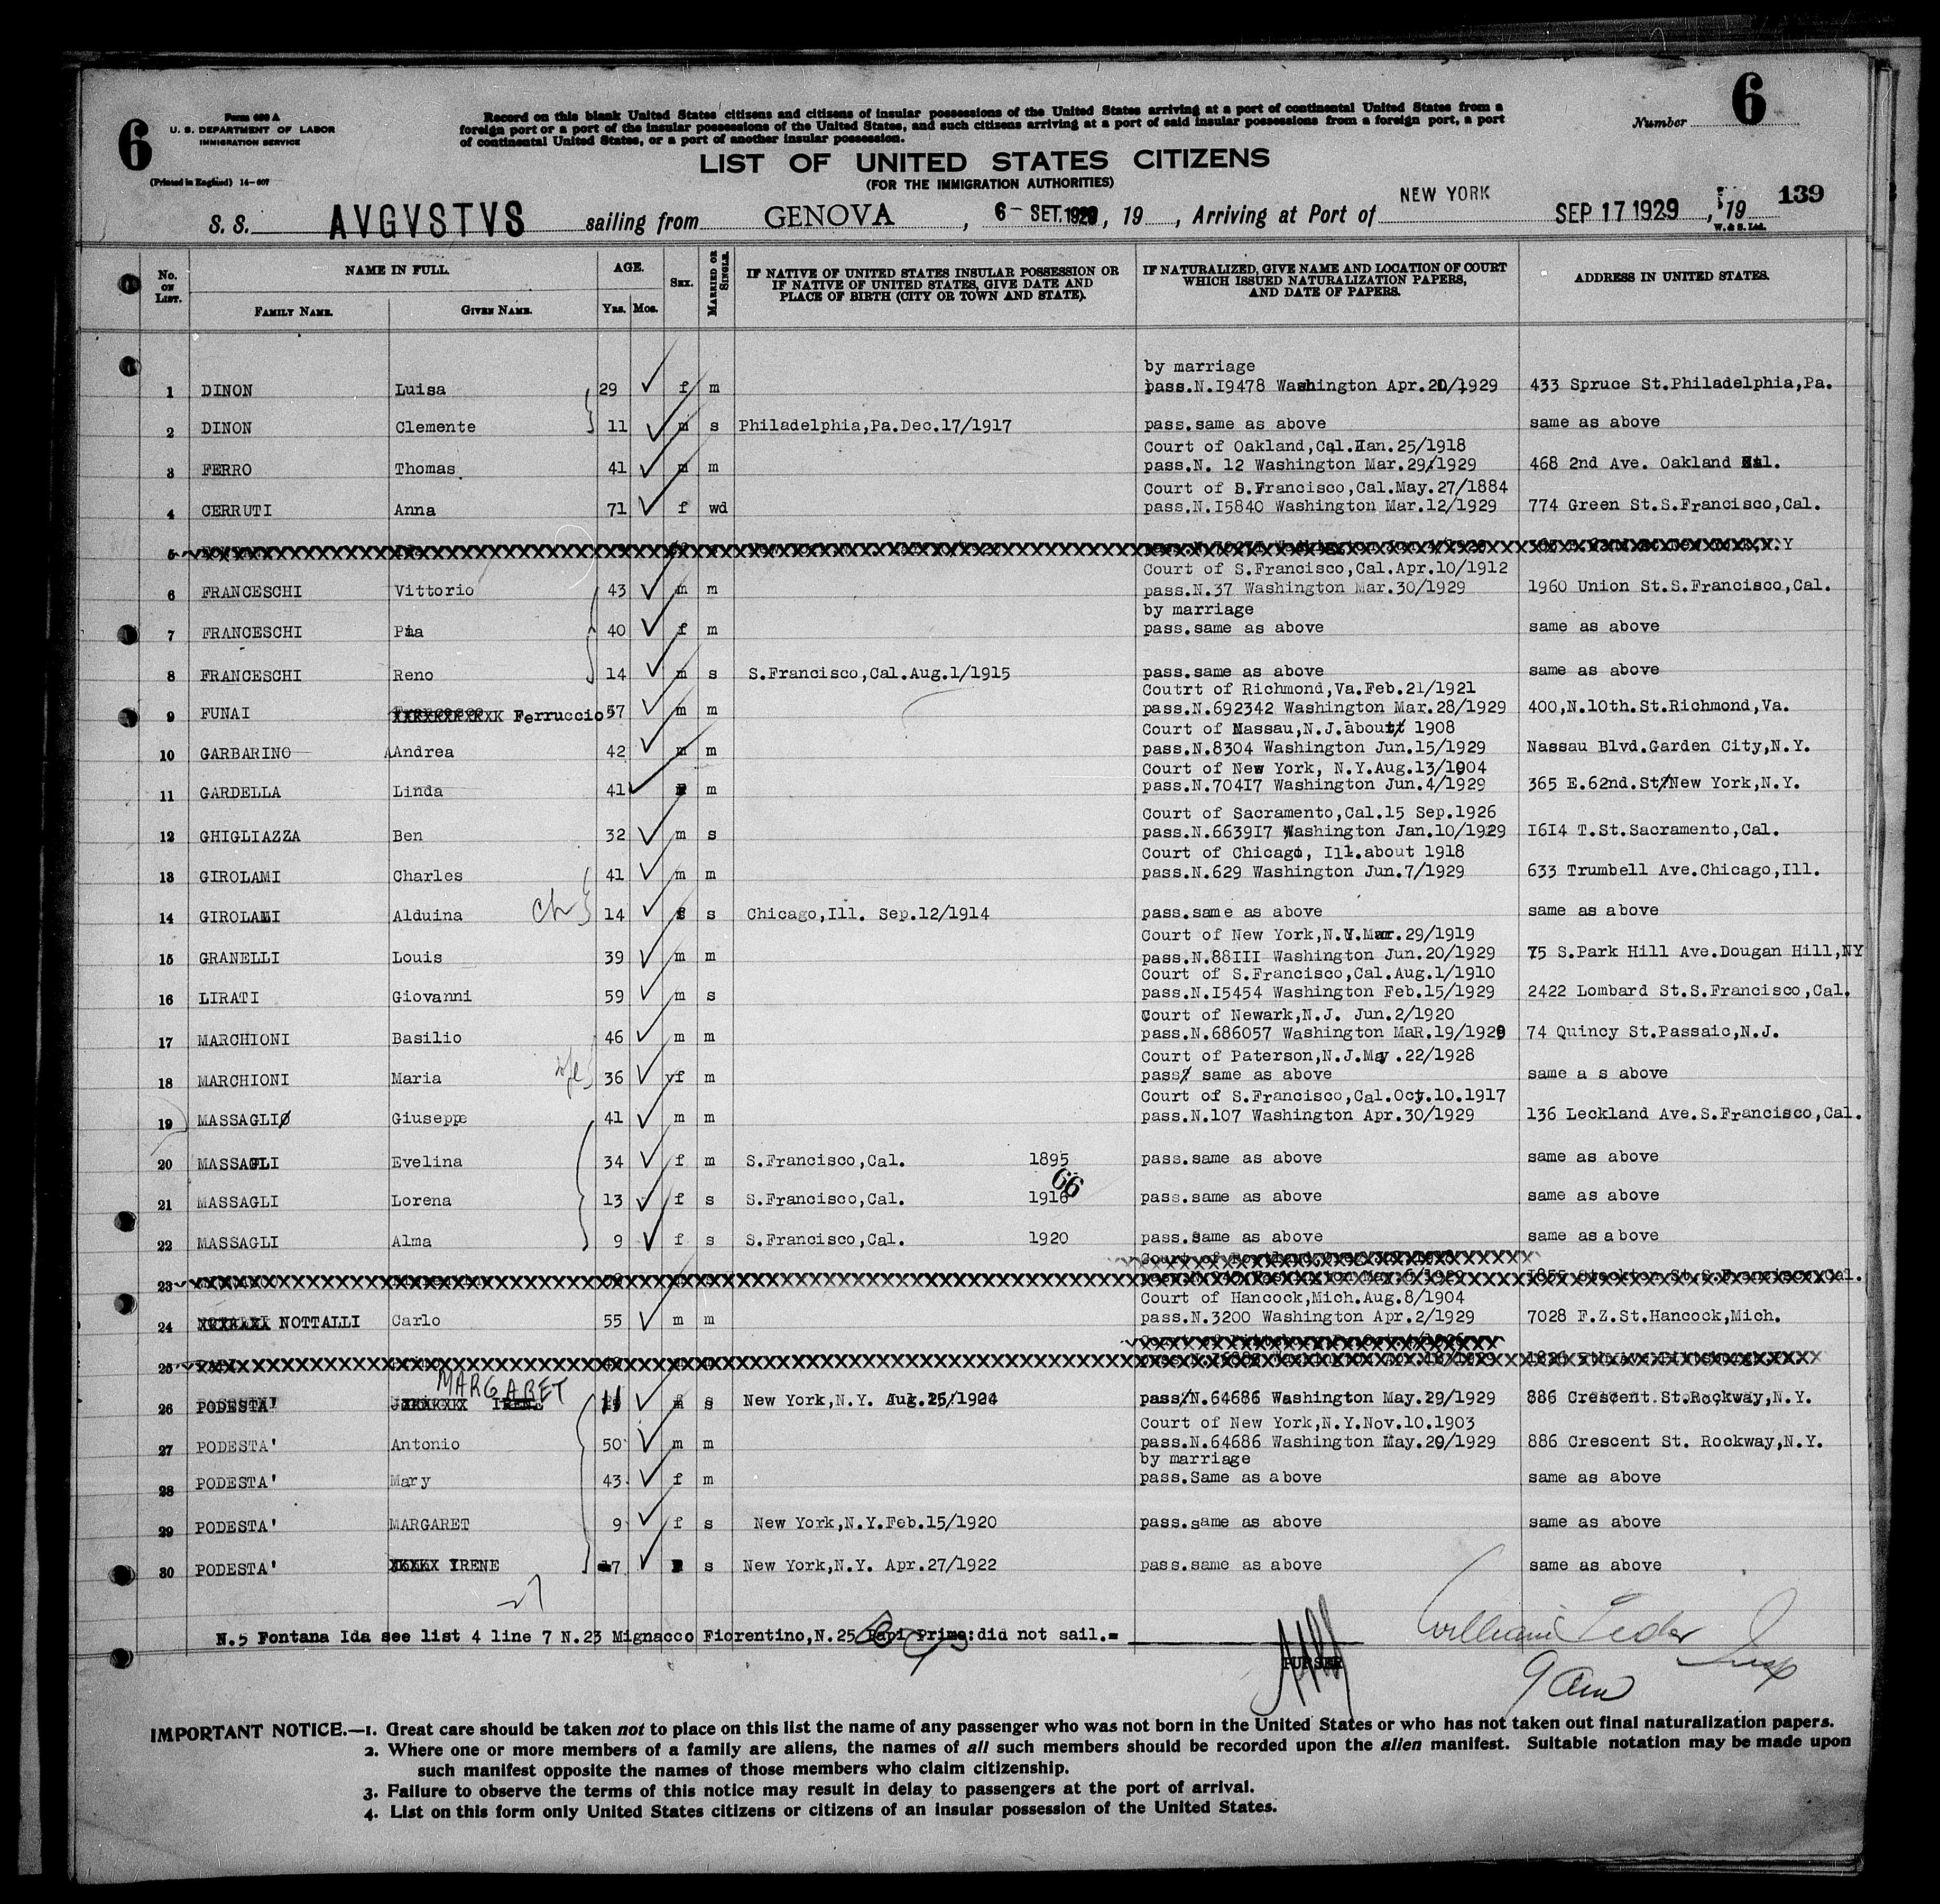 6
Form 630 A
U. S. DEPARTMENT OF LABOR
IMMIGRATION SERVICE
(Printed in England) 14-607
Record on this blank United States citizens and citizens of insular possessions of the United States arriving at a port of continental United States from a
foreign port or a port of the insular possessions of the United States, and such citizens arriving at a port of said insular possessions from a foreign port, a port
of continental United States, or a port of another insular possession.
Number 6
LIST OF UNITED STATES CITIZENS
(FOR THE IMMIGRATION AUTHORITIES)
S. S. AVGVSTVS sailing from GENOVA, 6- SET. 1929, 19 , Arriving at Port of NEW YORK SEP 17 1929, 19 139
W. & S. Ltd.
No. ON LIST. NAME IN FULL. AGE. SEX. MARRIED OR SINGLE. IF NATIVE OF UNITED STATES INSULAR POSSESSION OR IF NATIVE OF UNITED STATES, GIVE DATE AND PLACE OF BIRTH (CITY OR TOWN AND STATE). IF NATURALIZED, GIVE NAME AND LOCATION OF COURT WHICH ISSUED NATURALIZATION PAPERS, AND DATE OF PAPERS. ADDRESS IN UNITED STATES.
FAMILY NAME. GIVEN NAME. YRS. MOS.
by marriage
1 DINON Luisa 29 f m pass.N.I9478 Washington Apr.20/1929 433 Spruce St.Philadelphia,Pa.
2 DINON Clemente 11 m s Philadelphia,Pa.Dec.17/1917 pass.same as above same as above
Court of Oakland,Cal. .25/1918
3 FERRO Thomas 41 m m pass.N. 12 Washington Mar.29/1929 468 2nd Ave. Oakland Cal.
Court of S.Francisco,Cal.May.27/1884
4 CERRUTI Anna 71 f wd pass.N.I5840 Washington Mar.12/1929 774 Green St.S.Francisco,Cal.
5
Court of S.Francisco,Cal.Apr.10/1912
6 FRANCESCHI Vittorio 43 m m pass.N.37 Washington Mar.30/1929 1960 Union St.S.Francisco,Cal.
by marriage
7 FRANCESCHI Pia 40 f m pass.same as above same as above
8 FRANCESCHI Reno 14 m s S.Francisco,Cal.Aug.1/1915 pass.same as above same as above
Coutrt of Richmond,Va.Feb.21/1921
9 FUNAI Ferruccio 57 m m pass.N.692342 Washington Mar.28/1929 400,N.10th.St.Richmond,Va.
Court of Nassau,N.J.about 1908
10 GARBARINO Andrea 42 m m pass.N.8304 Washington Jun.15/1929 Nassau Blvd.Garden City,N.Y.
Court of New York, N.Y.Aug.13/1904
11 GARDELLA Linda 41 m pass.N.704I7 Washington Jun.4/1929 365 E.62nd.St New York,N.Y.
Court of Sacramento,Cal.15 Sep.1926
12 GHIGLIAZZA Ben 32 m s pass.N.6639I7 Washington Jan.10/1929 I6I4 T.St.Sacramento,Cal.
Court of Chicago, Ill.about 1918
13 GIROLAMI Charles 41 m m pass.N.629 Washington Jun.7/1929 633 Trumbell Ave.Chicago,Ill.
14 GIROLAMI Alduina ch 14 f s Chicago,Ill. Sep.12/1914 pass.same as above same as above
Court of New York,N.Y.Mar.29/1919
15 GRANELLI Louis 39 m m pass.N.88III Washington Jun.20/1929 75 S.Park Hill Ave.Dougan Hill,NY
Court of S.Francisco,Cal.Aug.1/1910
16 LIRATI Giovanni 59 m s pass.N.I5454 Washington Feb.15/1929 2422 Lombard St.S.Francisco,Cal.
Court of Newark,N.J. Jun.2/1920
17 MARCHIONI Basilio 46 m m pass.N.686057 Washington MaR.19/1929 74 Quincy St.Passaic,N.J.
Court of Paterson,N.J.May .22/1928
18 MARCHIONI Maria wife 36 f m pass. same as above same a s above
Court of S.Francisco,Cal.Oct.10.1917
19 MASSAGLI Giuseppe 41 m m pass.N.107 Washington Apr.30/1929 136 Leckland Ave.S.Francisco,Cal.
20 MASSAGLI Evelina 34 f m S.Francisco,Cal. 1895 pass.same as above same as above
66
21 MASSAGLI Lorena 13 f s S.Francisco,Cal. 1916 pass.same as above same as above
22 MASSAGLI Alma 9 f s S.Francisco,Cal. 1920 pass.same as above same as above
23
Court of Hancock,Mich.Aug.8/1904
24 NOTTALLI Carlo 55 m m pass.N.3200 Washington Apr.2/1929 7028 F.Z.St.Hancock,Mich.
25
MARGARET
26 PODESTA' IRENE 11 s New York,N.Y. Aug. pass.N.64686 Washington May.29/1929 886 Crescent St.Rockway,N.Y.
Court of New York,N.Y.Nov.10.1903
27 PODESTA' Antonio 50 m m pass.N.64686 Washington May.29/1929 886 Crescent St. Rockway,N.Y.
by marriage
28 PODESTA' Mary 43 f m pass.Same as above same as above
29 PODESTA' MARGARET 9 f s New York,N.Y.Feb.15/1920 pass.same as above same as above
30 PODESTA' IRENE 7 s New York,N.Y. Apr.27/1922 pass.same as above same as above
N.5 Fontana Ida see list 4 line 7 N.23 Mignacco Fiorentino,N.25 Papi Primo:did not sail.=
PURSER
IMPORTANT NOTICE.—1. Great care should be taken not to place on this list the name of any passenger who was not born in the United States or who has not taken out final naturalization papers.
2. Where one or more members of a family are aliens, the names of all such members should be recorded upon the alien manifest. Suitable notation may be made upon
such manifest opposite the names of those members who claim citizenship.
3. Failure to observe the terms of this notice may result in delay to passengers at the port of arrival.
4. List on this form only United States citizens or citizens of an insular possession of the United States.